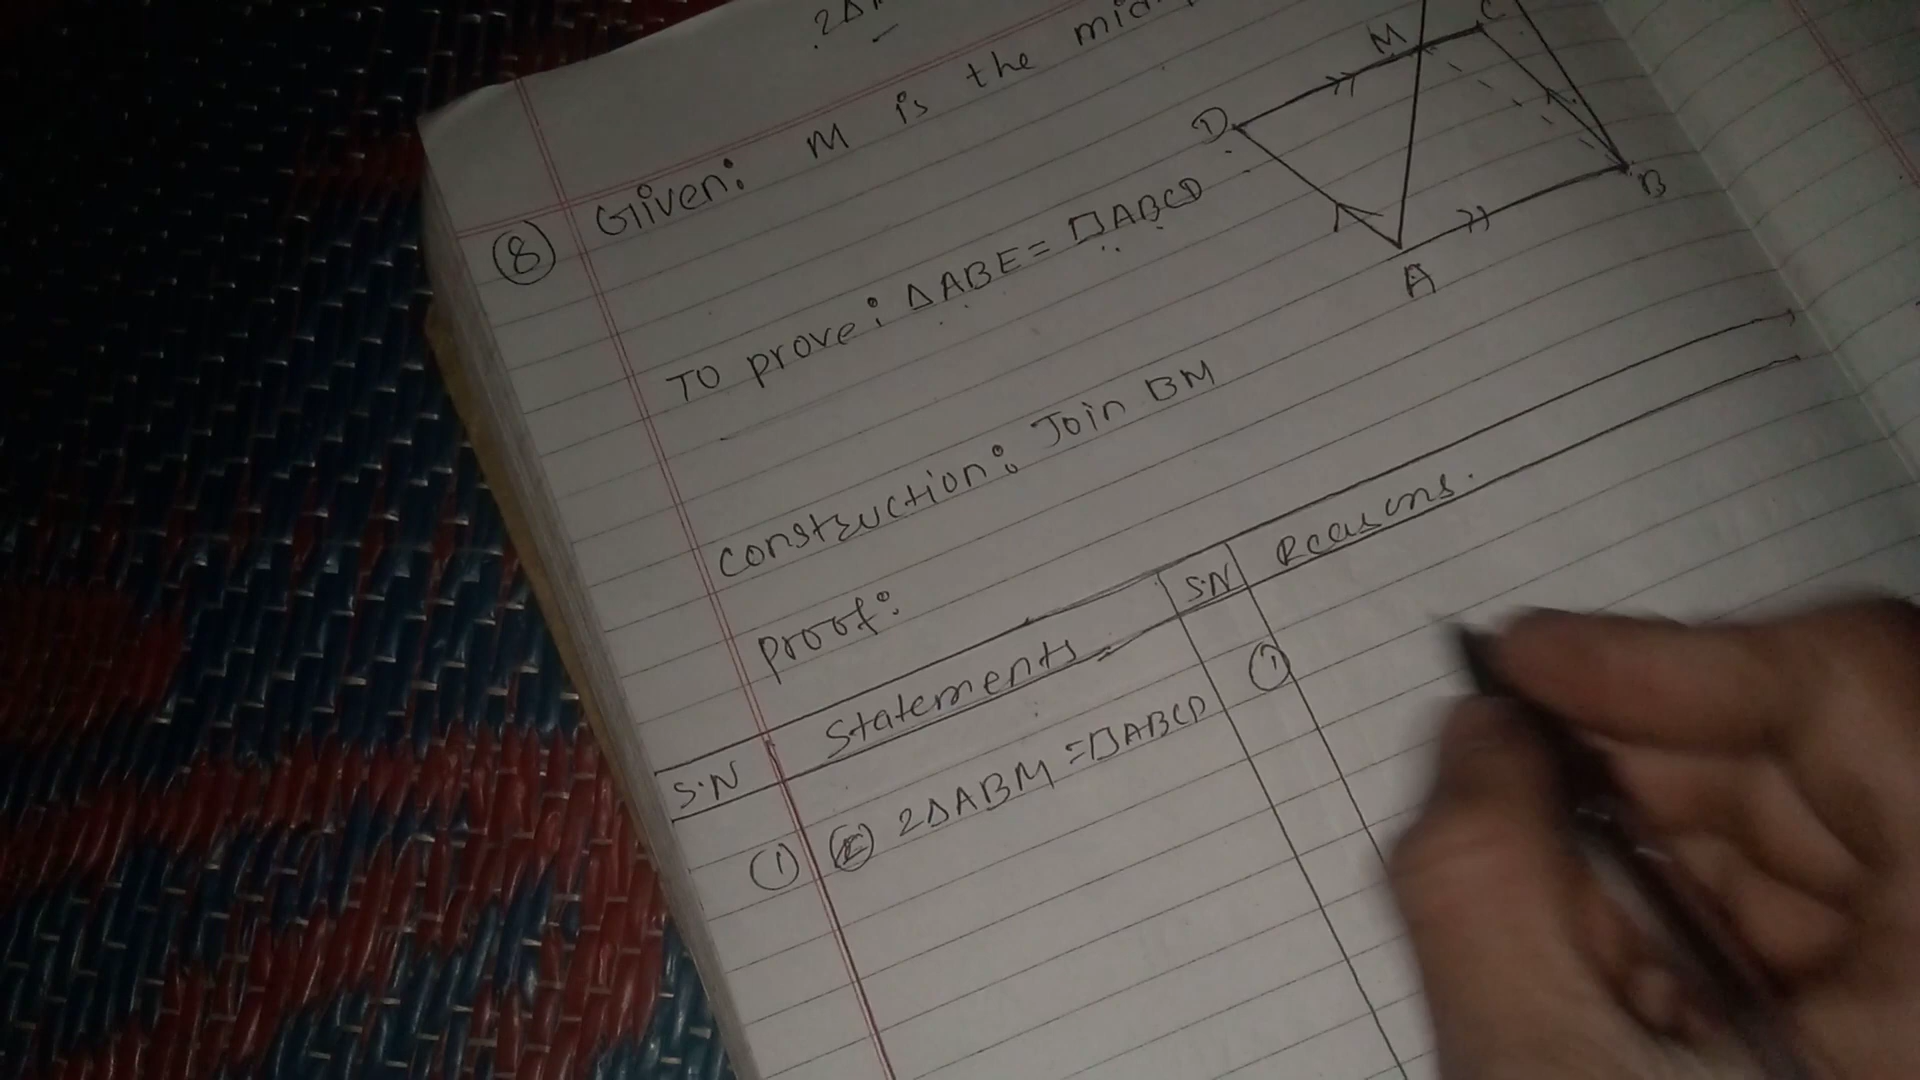 2Δ
⑧ Given: M is the mid
M C
D
B
A
TO prove: ΔABE = ▱ABCD
construction: Join BM
proof:
S.N Statements S.N Reasons.
① 2ΔABM = ▱ABCD ①